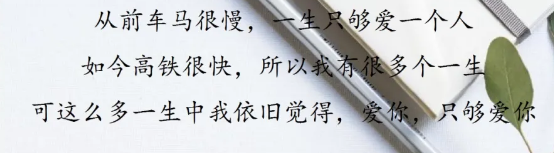 从前车马很慢，一生只够爱一个人
如今高铁很快，所以我有很多个一生
可这么多一生中我依旧觉得，爱你，只够爱你